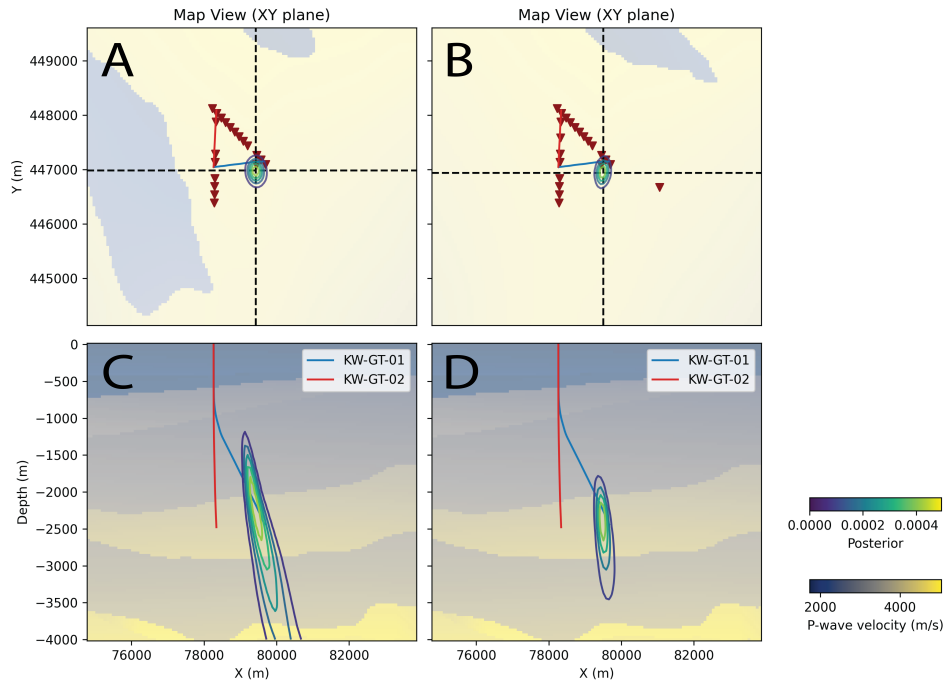 Map View (XY plane)
Map View (XY plane)
A
B
449000
448000
447000
446000
445000
Y (m)
C
D
KW-GT-01
KW-GT-02
KW-GT-01
KW-GT-02
0
−500
−1000
−1500
−2000
−2500
−3000
−3500
−4000
Depth (m)
76000 78000 80000 82000
X (m)
76000 78000 80000 82000
X (m)
0.0000 0.0002 0.0004
Posterior
2000 4000
P-wave velocity (m/s)